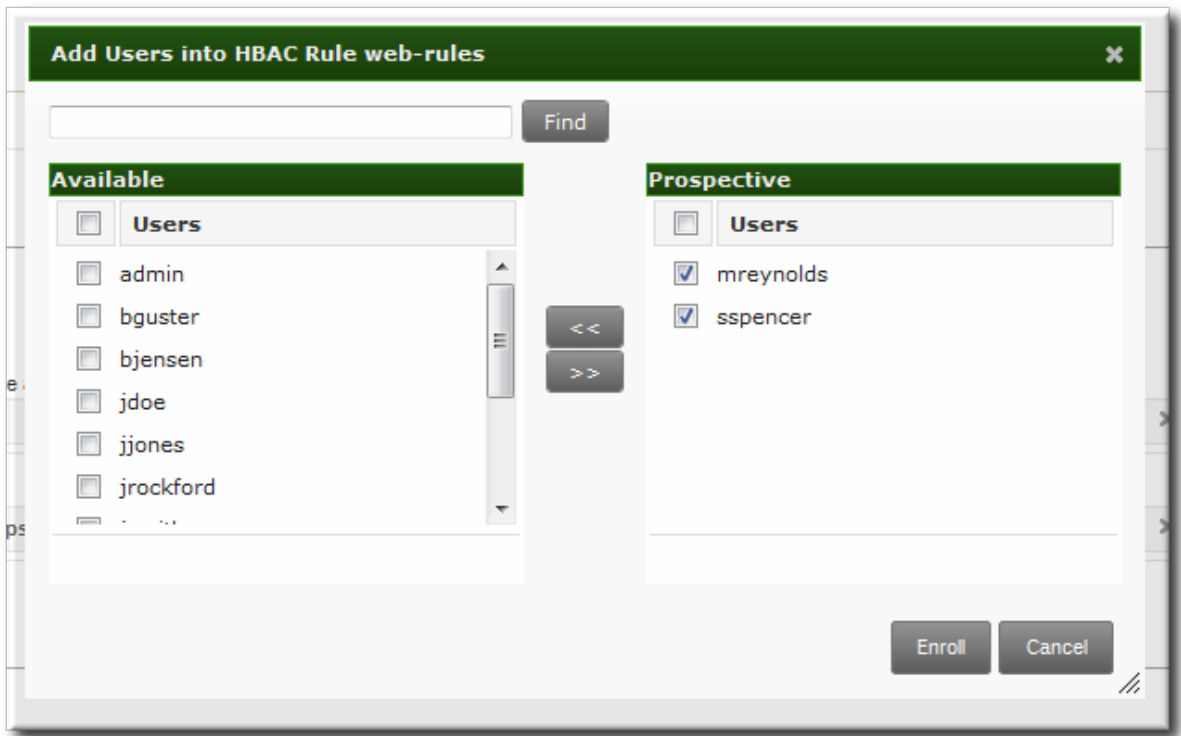 Add Users into HBAC Rule web-rules
Find
Available
Users
admin
bguster
bjensen
jdoe
jjones
jrockford
<<
>>
Prospective
Users
mreynolds
sspencer
Enroll
Cancel
e
ps